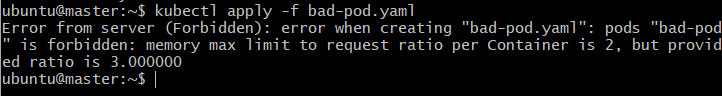 ubuntu@master:~$ kubectl apply -f bad-pod.yaml
Error from server (Forbidden): error when creating "bad-pod.yaml": pods "bad-pod
" is forbidden: memory max limit to request ratio per Container is 2, but provid
ed ratio is 3.000000
ubuntu@master:~$